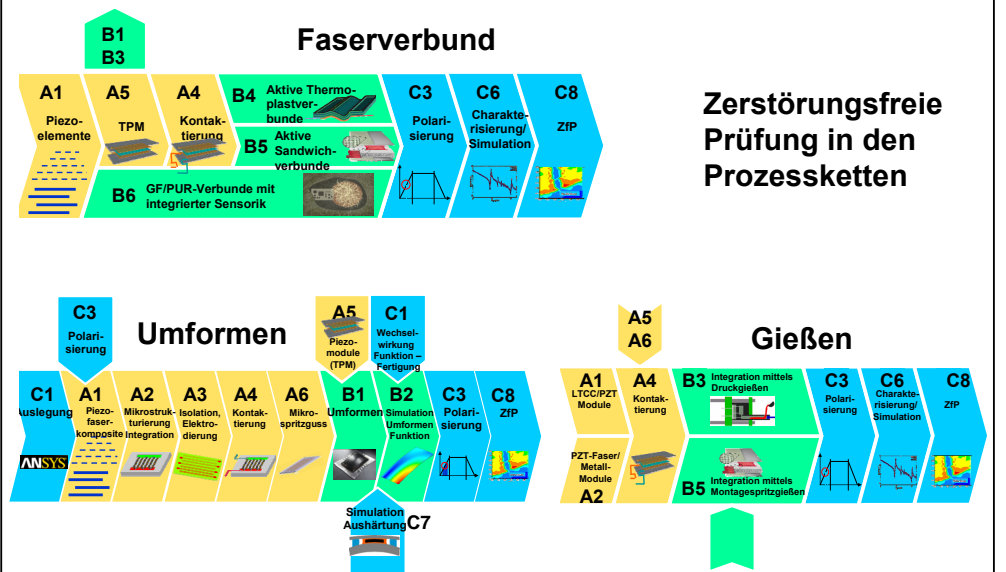 B1
B3
Faserverbund
A1
Piezo-
elemente
A5
TPM
A4
Kontak-
tierung
B4 Aktive Thermo-
plastver-
bunde
B5 Aktive
Sandwich-
verbunde
B6 GF/PUR-Verbunde mit
integrierter Sensorik
C3
Polari-
sierung
C6
Charakte-
risierung/
Simulation
C8
ZfP
Zerstörungsfreie
Prüfung in den
Prozessketten
C3
Polari-
sierung
Umformen
A5
Piezo-
module
(TPM)
C1
Wechsel-
wirkung
Funktion –
Fertigung
C1
Auslegung
ANSYS
A1
Piezo-
faser-
komposite
A2
Mikrostruk-
turierung
Integration
A3
Isolation,
Elektro-
dierung
A4
Kontak-
tierung
A6
Mikro-
spritzguss
B1
Umformen
B2
Simulation
Umformen
Funktion
C3
Polari-
sierung
C8
ZfP
Simulation
Aushärtung
C7
A5
A6
Gießen
A1
LTCC/PZT
Module
PZT-Faser/
Metall-
Module
A2
A4
Kontak-
tierung
B3 Integration mittels
Druckgießen
B5 Integration mittels
Montagespritzgießen
C3
Polari-
sierung
C6
Charakte-
risierung/
Simulation
C8
ZfP